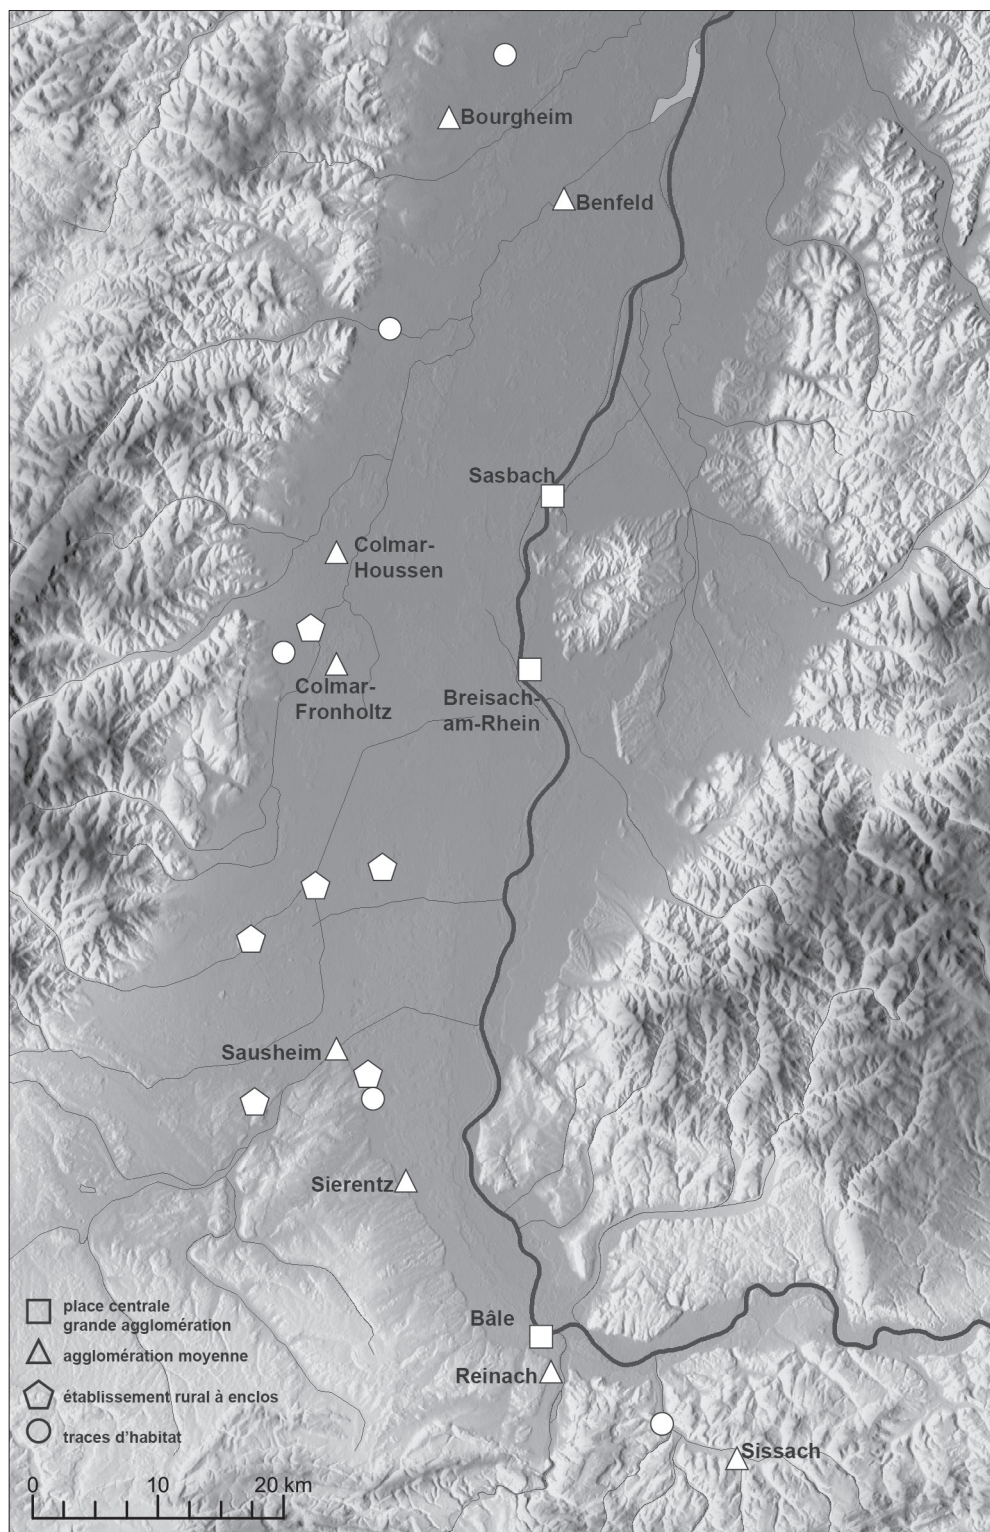 Bourgheim
Benfeld
Sasbach
Colmar-
Houssen
Colmar-
Fronholtz
Breisach-
am-Rhein
Sausheim
Sierentz
Bâle
Reinach
Sissach
place centrale
grande agglomération
agglomération moyenne
établissement rural à enclos
traces d'habitat
0 10 20 km